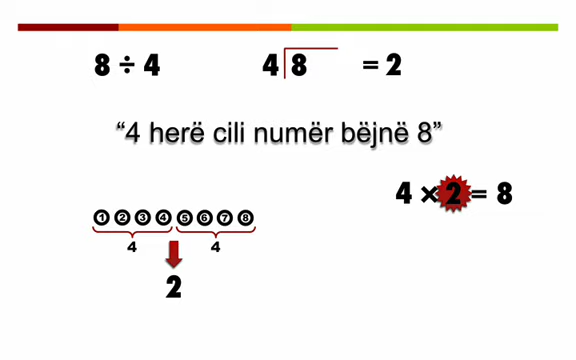 8 ÷ 4 4 8 = 2
“4 herë cili numër bëjnë 8”
4 × 2 = 8
1 2 3 4 5 6 7 8
4 4
2